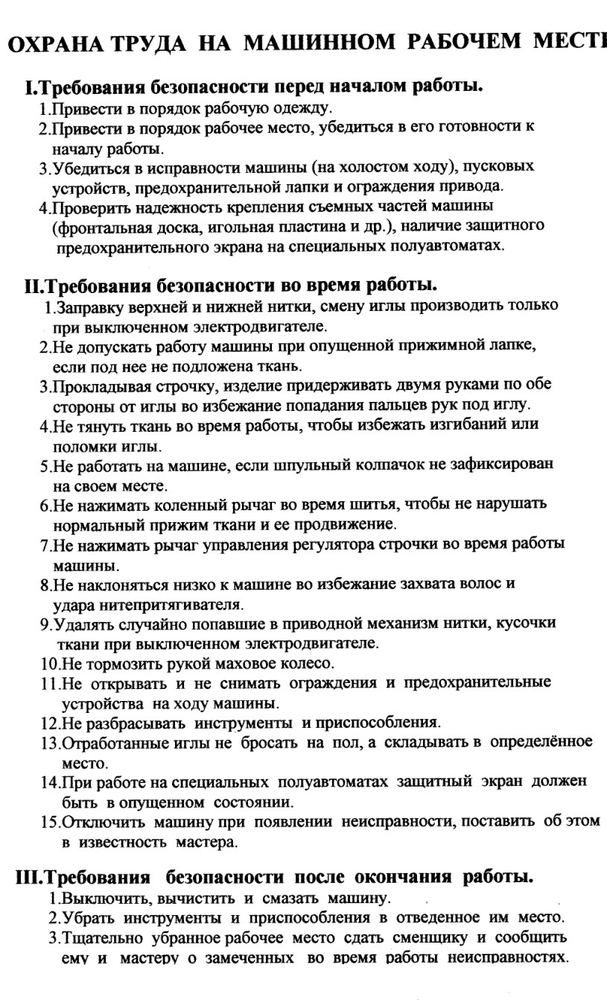 ОХРАНА ТРУДА НА МАШИННОМ РАБОЧЕМ МЕСТЕ
I.Требования безопасности перед началом работы.
1.Привести в порядок рабочую одежду.
2.Привести в порядок рабочее место, убедиться в его готовности к
началу работы.
3.Убедиться в исправности машины (на холостом ходу), пусковых
устройств, предохранительной лапки и ограждения привода.
4.Проверить надежность крепления съемных частей машины
(фронтальная доска, игольная пластина и др.), наличие защитного
предохранительного экрана на специальных полуавтоматах.
II.Требования безопасности во время работы.
1.Заправку верхней и нижней нитки, смену иглы производить только
при выключенном электродвигателе.
2.Не допускать работу машины при опущенной прижимной лапке,
если под нее не подложена ткань.
3.Прокладывая строчку, изделие придерживать двумя руками по обе
стороны от иглы во избежание попадания пальцев рук под иглу.
4.Не тянуть ткань во время работы, чтобы избежать изгибаний или
поломки иглы.
5.Не работать на машине, если шпульный колпачок не зафиксирован
на своем месте.
6.Не нажимать коленный рычаг во время шитья, чтобы не нарушать
нормальный прижим ткани и ее продвижение.
7.Не нажимать рычаг управления регулятора строчки во время работы
машины.
8.Не наклоняться низко к машине во избежание захвата волос и
удара нитепритягивателя.
9.Удалять случайно попавшие в приводной механизм нитки, кусочки
ткани при выключенном электродвигателе.
10.Не тормозить рукой маховое колесо.
11.Не открывать и не снимать ограждения и предохранительные
устройства на ходу машины.
12.Не разбрасывать инструменты и приспособления.
13.Отработанные иглы не бросать на пол, а складывать в определённое
место.
14.При работе на специальных полуавтоматах защитный экран должен
быть в опущенном состоянии.
15.Отключить машину при появлении неисправности, поставить об этом
в известность мастера.
III.Требования безопасности после окончания работы.
1.Выключить, вычистить и смазать машину.
2.Убрать инструменты и приспособления в отведенное им место.
3.Тщательно убранное рабочее место сдать сменщику и сообщить
ему и мастеру о замеченных во время работы неисправностях.